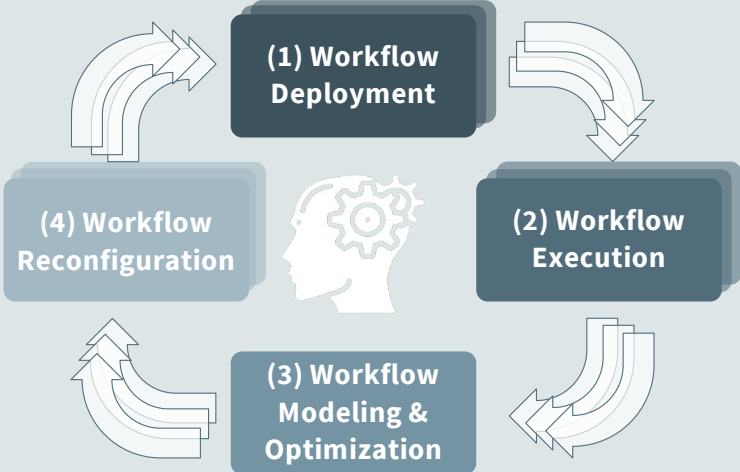 (1) Workflow
Deployment
(2) Workflow
Execution
(3) Workflow
Modeling &
Optimization
(4) Workflow
Reconfiguration